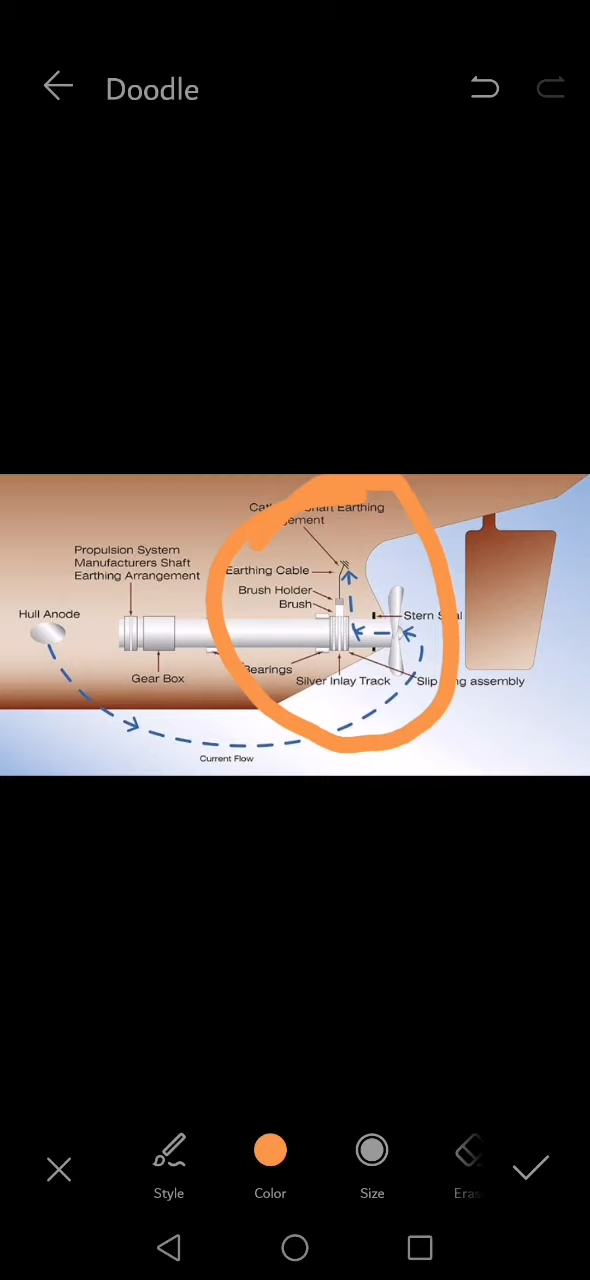 Doodle
Earthing
Propulsion System
Manufacturers Shaft
Earthing Arrangement
Earthing Cable
Brush Holder
Brush
Hull Anode
Stern
Bearings
Gear Box
Silver Inlay Track
assembly
Current Flow
Style
Color
Size